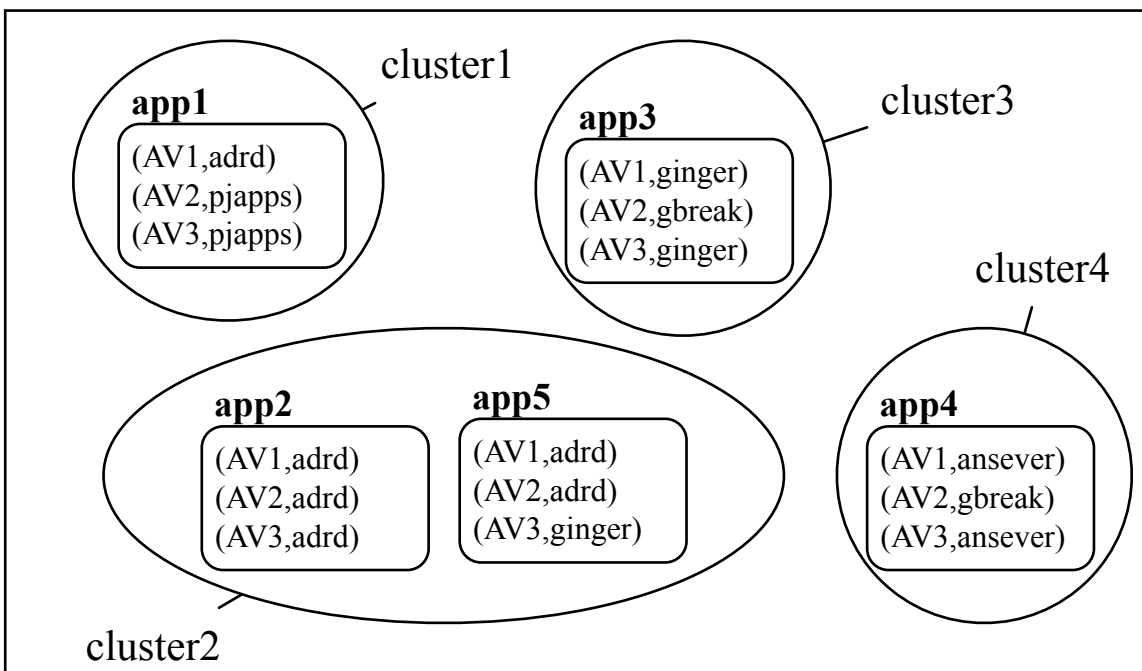 cluster1
app1
(AV1,adrd)
(AV2,pjapps)
(AV3,pjapps)
cluster3
app3
(AV1,ginger)
(AV2,gbreak)
(AV3,ginger)
cluster4
app4
(AV1,ansever)
(AV2,gbreak)
(AV3,ansever)
app2
(AV1,adrd)
(AV2,adrd)
(AV3,adrd)
app5
(AV1,adrd)
(AV2,adrd)
(AV3,ginger)
cluster2